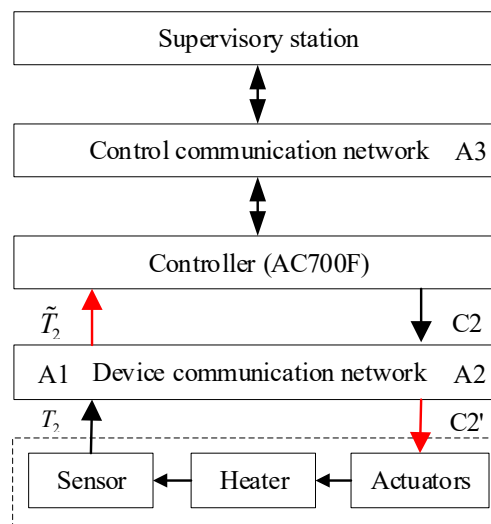 Supervisory station
Control communication network A3
Controller (AC700F)
T̃₂ C2
A1 Device communication network A2
T₂ C2'
Sensor Heater Actuators